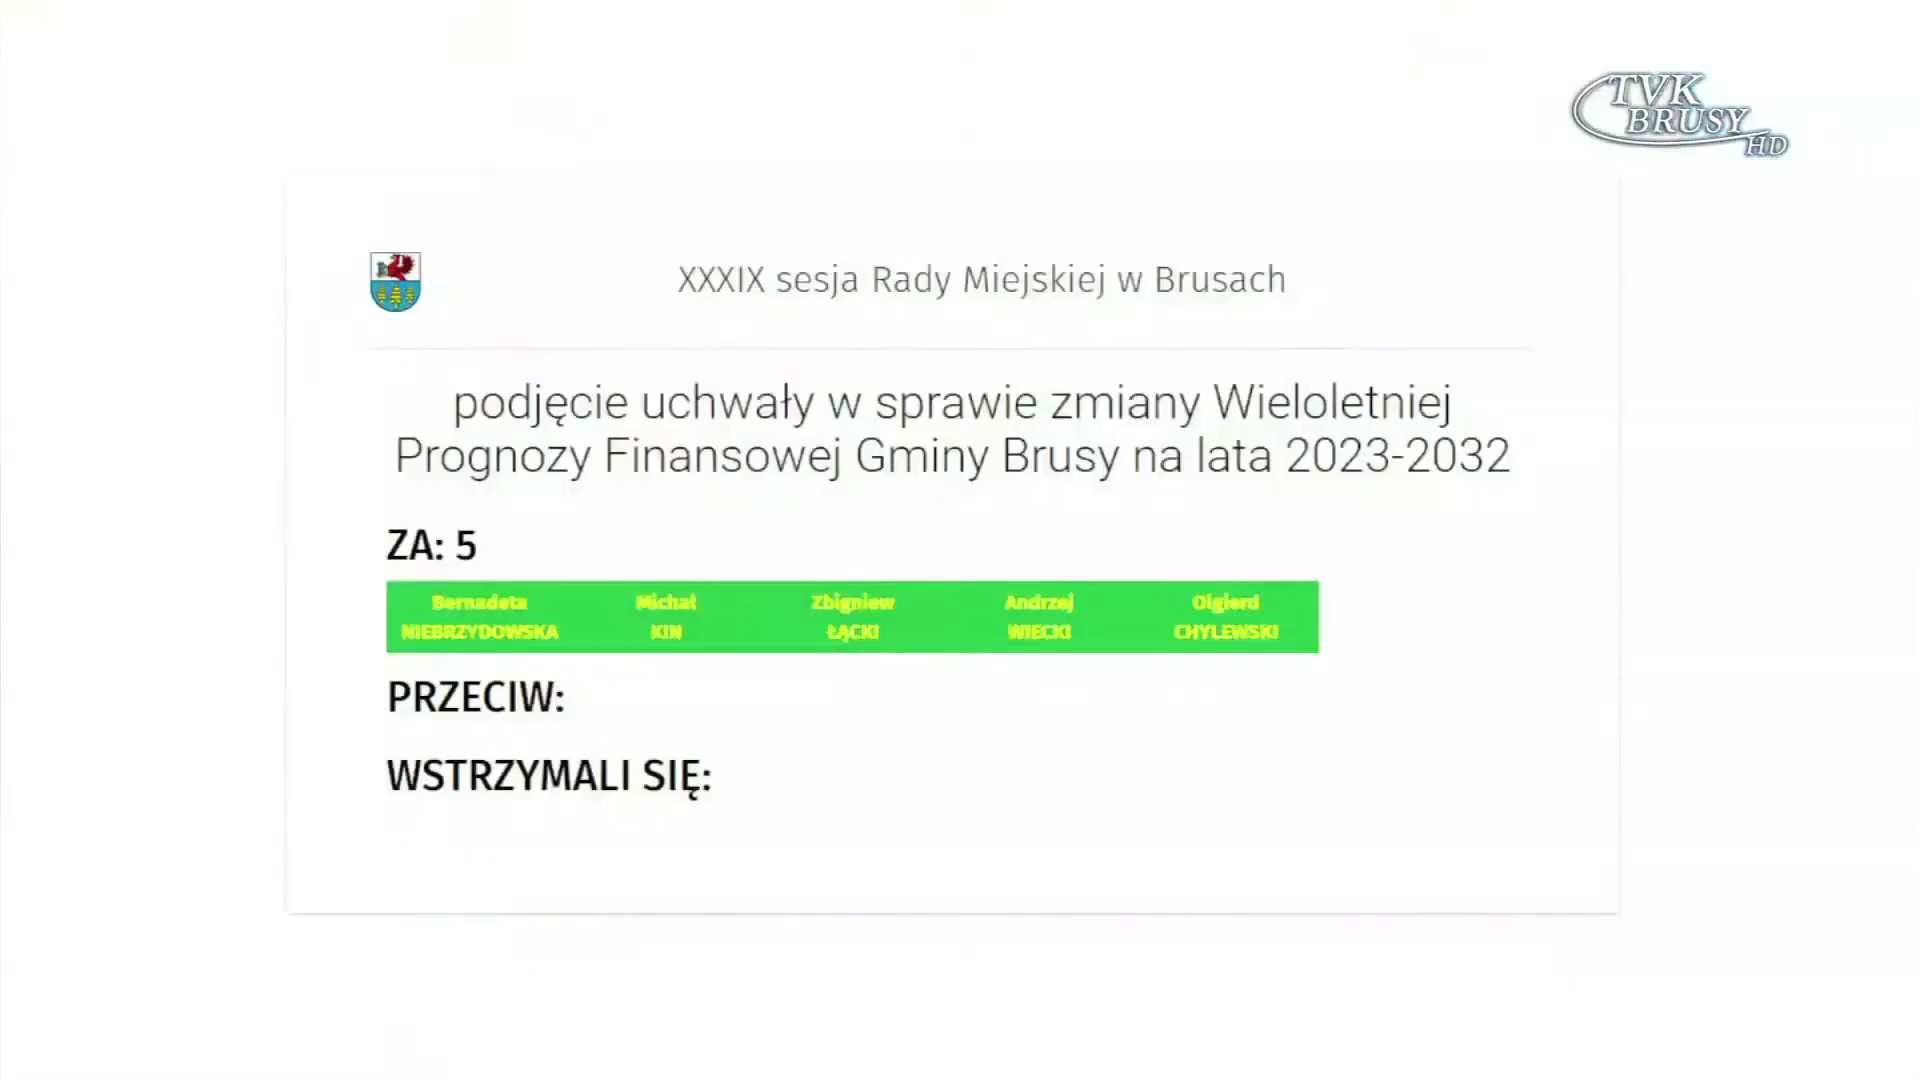 TVK
BRUSY
HD
XXXIX sesja Rady Miejskiej w Brusach
podjęcie uchwały w sprawie zmiany Wieloletniej
Prognozy Finansowej Gminy Brusy na lata 2023-2032
ZA: 5
Bernadeta Michał Zbigniew Andrzej Olgierd
NIEBRZYDOWSKA KIN ŁĄCKI WIECKI CHYLEWSKI
PRZECIW:
WSTRZYMALI SIĘ: